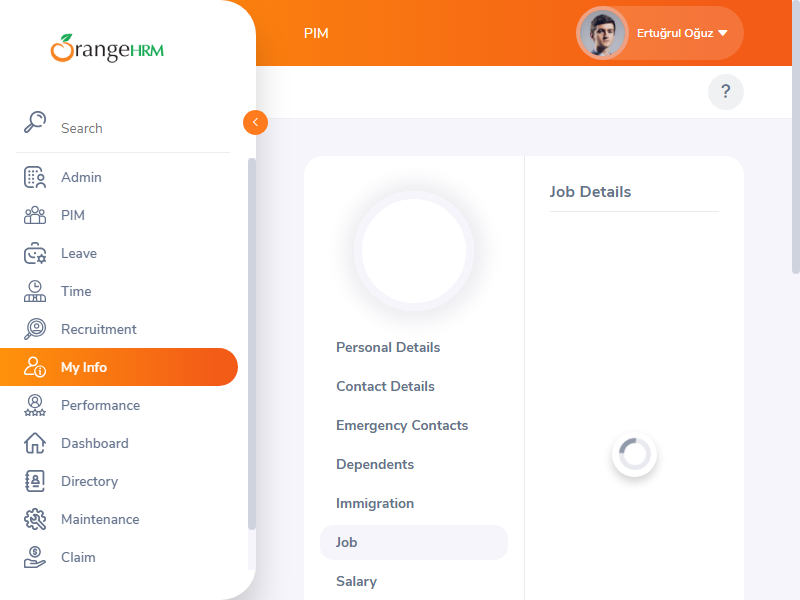 OrangeHRM
PIM
Ertuğrul Oğuz
?
Search
Admin
PIM
Leave
Time
Recruitment
My Info
Performance
Dashboard
Directory
Maintenance
Claim
Personal Details
Contact Details
Emergency Contacts
Dependents
Immigration
Job
Salary
Job Details